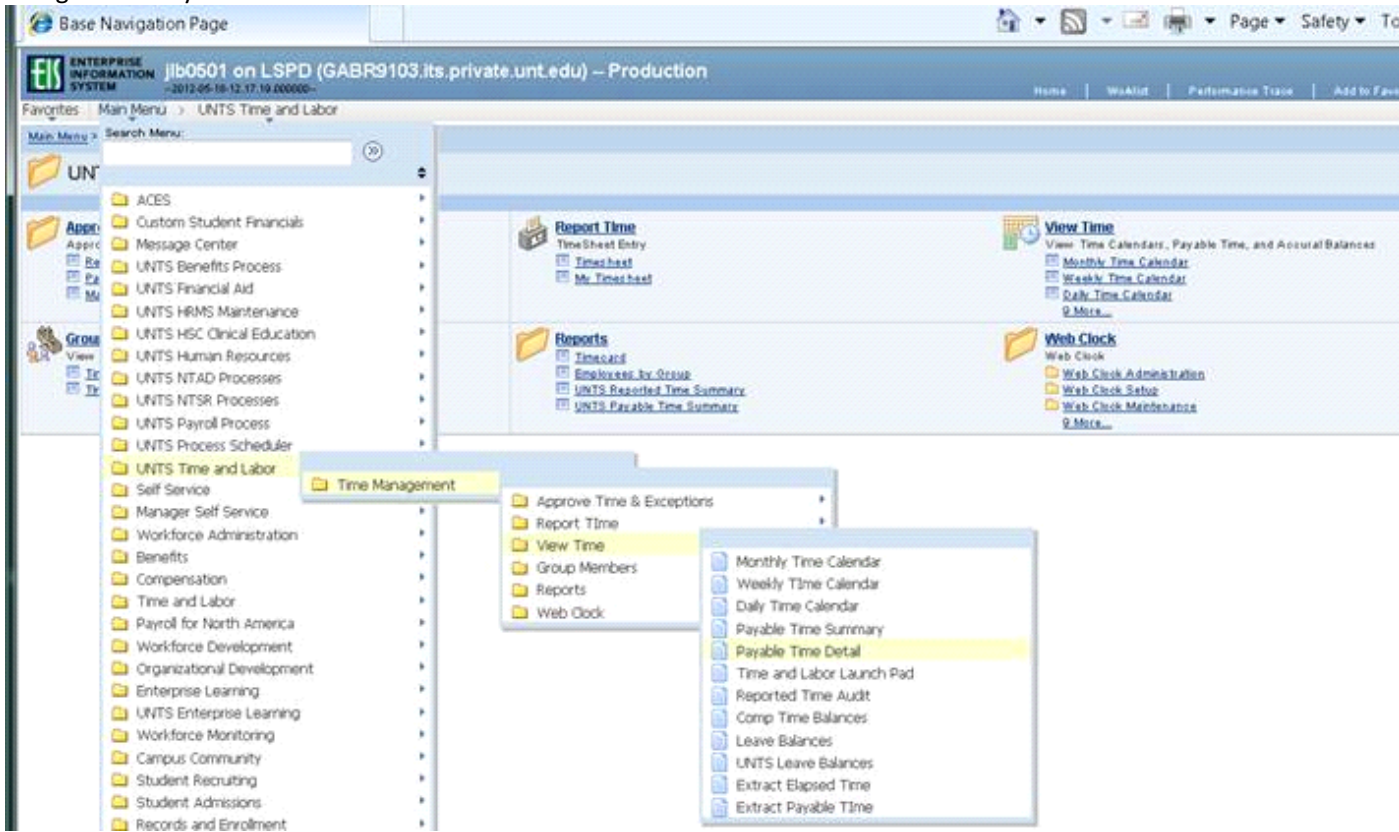 Base Navigation Page
Page Safety
ENTERPRISE INFORMATION SYSTEM
EIS
jlb0501 on LSPD (GABR9103.its.private.unt.edu) – Production
Home | Worklist | Performance Trace | Add to
Favorites Main Menu > UNTS Time and Labor
Main Menu >
Search Menu:
ACES
Custom Student Financials
Message Center
UNTS Benefits Process
UNTS Financial Aid
UNTS HRMS Maintenance
UNTS HSC Clinical Education
UNTS Human Resources
UNTS NTAD Processes
UNTS NTSR Processes
UNTS Payroll Process
UNTS Process Scheduler
UNTS Time and Labor
Self Service
Manager Self Service
Workforce Administration
Benefits
Compensation
Time and Labor
Payroll for North America
Workforce Development
Organizational Development
Enterprise Learning
UNTS Enterprise Learning
Workforce Monitoring
Campus Community
Student Recruiting
Student Admissions
Records and Enrollment
Report TIme
TimeSheet Entry
Timesheet
My Timesheet
View Time
View Time Calendars, Payable Time, and Accural Balances
Monthly Time Calendar
Weekly Time Calendar
Daily Time Calendar
9 More...
View
Reports
Timecard
Employees by Group
UNTS Reported Time Summary
UNTS Payable Time Summary
Web Clock
Web Clock
Web Clock Administration
Web Clock Setup
Web Clock Maintenance
9 More...
Time Management
Approve Time & Exceptions
Report TIme
View Time
Group Members
Reports
Web Clock
Monthly Time Calendar
Weekly TIme Calendar
Daily Time Calendar
Payable Time Summary
Payable Time Detail
Time and Labor Launch Pad
Reported Time Audit
Comp Time Balances
Leave Balances
UNTS Leave Balances
Extract Elapsed Time
Extract Payable TIme